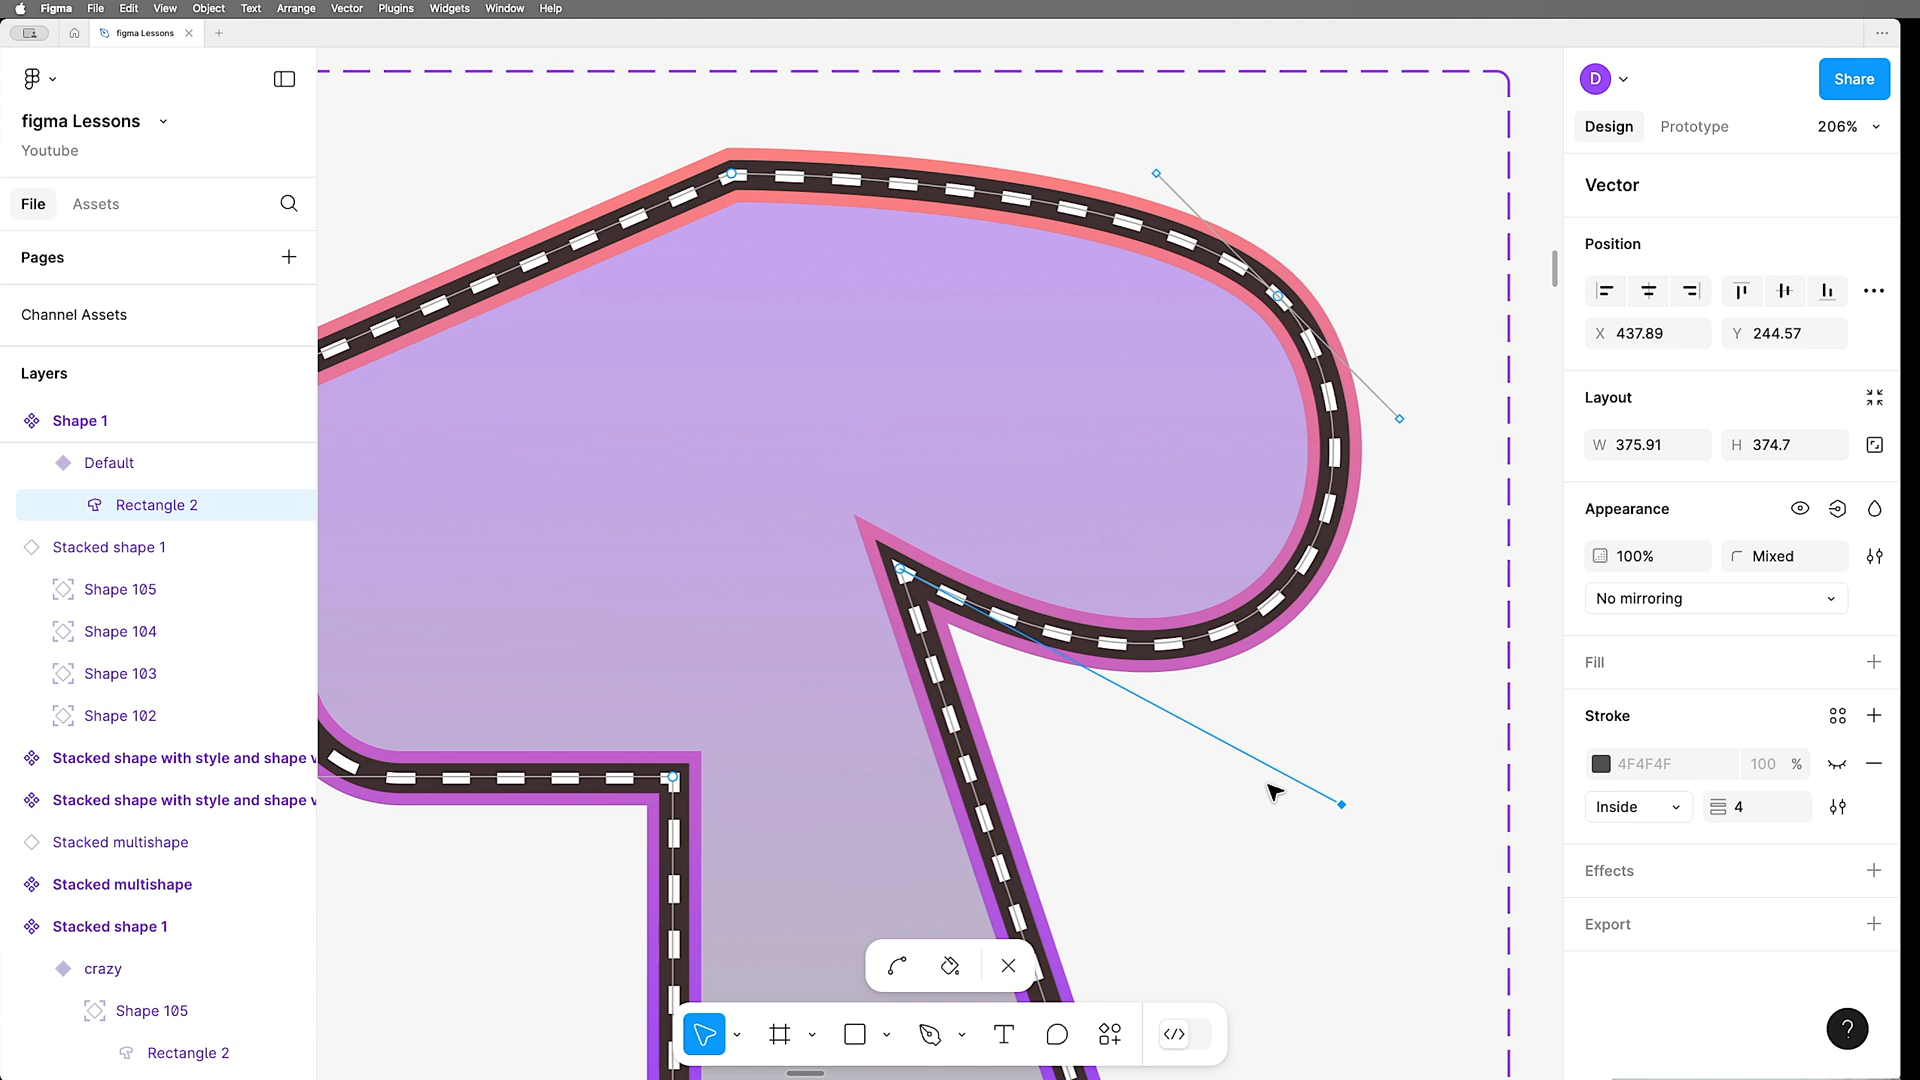 Figma File Edit View Object Text Arrange Vector Plugins Widgets Window Help
figma Lessons
figma Lessons
Youtube
File Assets
Pages
Channel Assets
Layers
Shape 1
Default
Rectangle 2
Stacked shape 1
Shape 105
Shape 104
Shape 103
Shape 102
Stacked shape with style and shape v
Stacked shape with style and shape v
Stacked multishape
Stacked multishape
Stacked shape 1
crazy
Shape 105
Rectangle 2
D
Share
Design Prototype 206%
Vector
Position
X 437.89 Y 244.57
Layout
W 375.91 H 374.7
Appearance
100% Mixed
No mirroring
Fill
Stroke
4F4F4F 100 %
Inside 4
Effects
Export
?